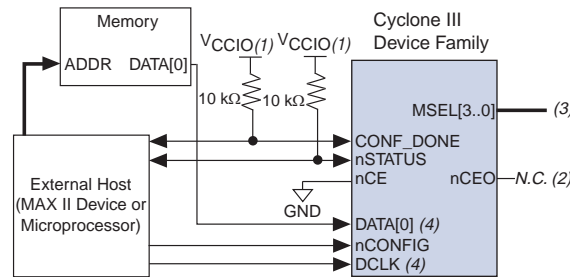 Memory
ADDR DATA[0]
VCCIO(1) VCCIO(1)
10 kΩ 10 kΩ
Cyclone III
Device Family
MSEL[3..0] (3)
CONF_DONE
nSTATUS
nCE nCEO N.C. (2)
GND
External Host
(MAX II Device or
Microprocessor)
DATA[0] (4)
nCONFIG
DCLK (4)